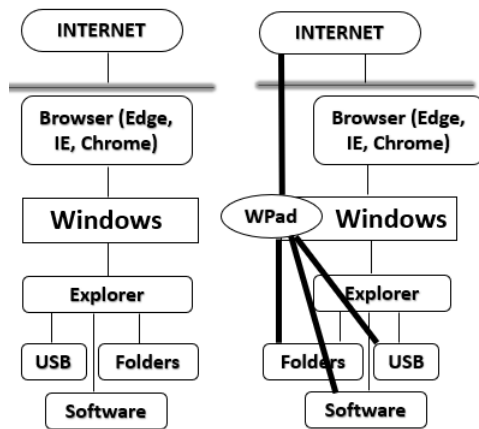 INTERNET
Browser (Edge,
IE, Chrome)
Windows
Explorer
USB
Folders
Software
INTERNET
Browser (Edge,
IE, Chrome)
WPad
Windows
Explorer
Folders
USB
Software